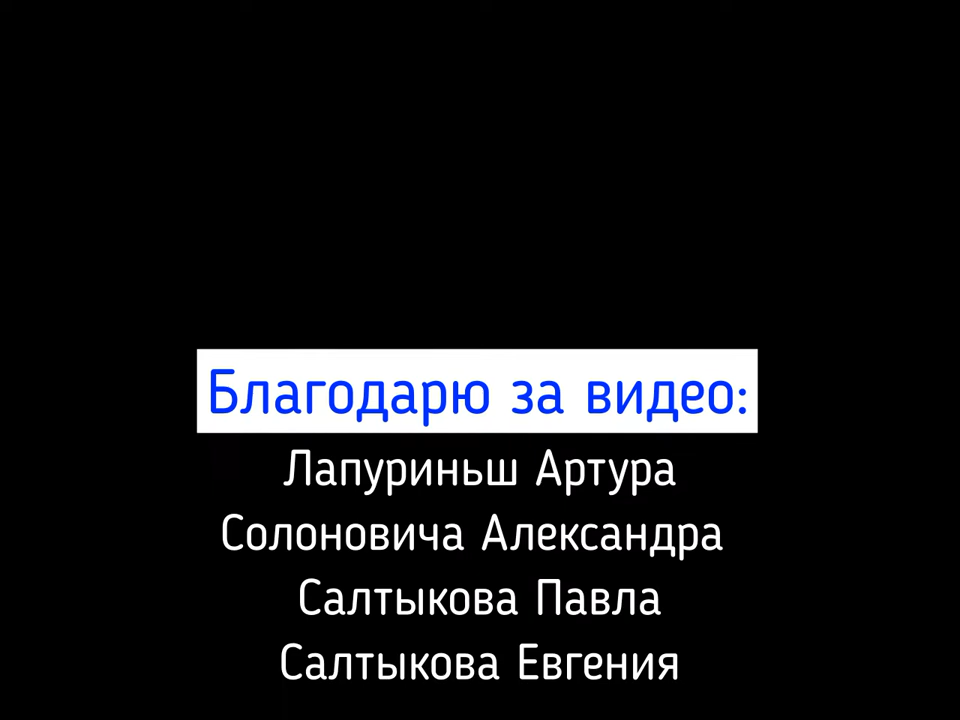 Благодарю за видео:
Лапуриньш Артура
Солоновича Александра
Салтыкова Павла
Салтыкова Евгения